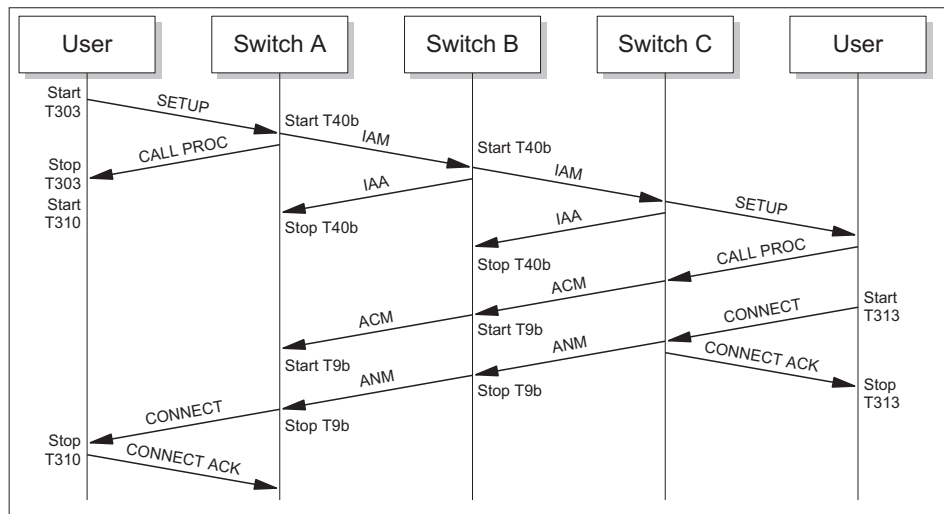 User Switch A Switch B Switch C User
Start
T303
SETUP
Start T40b
IAM
Start T40b
CALL PROC
Stop
T303
IAM
Start
T310
IAA
Stop T40b
SETUP
IAA
Stop T40b
CALL PROC
ACM
Start
T313
ACM
Start T9b
CONNECT
Start T9b
ANM
CONNECT ACK
ANM
Stop T9b
Stop
T313
CONNECT
Stop T9b
Stop
T310
CONNECT ACK